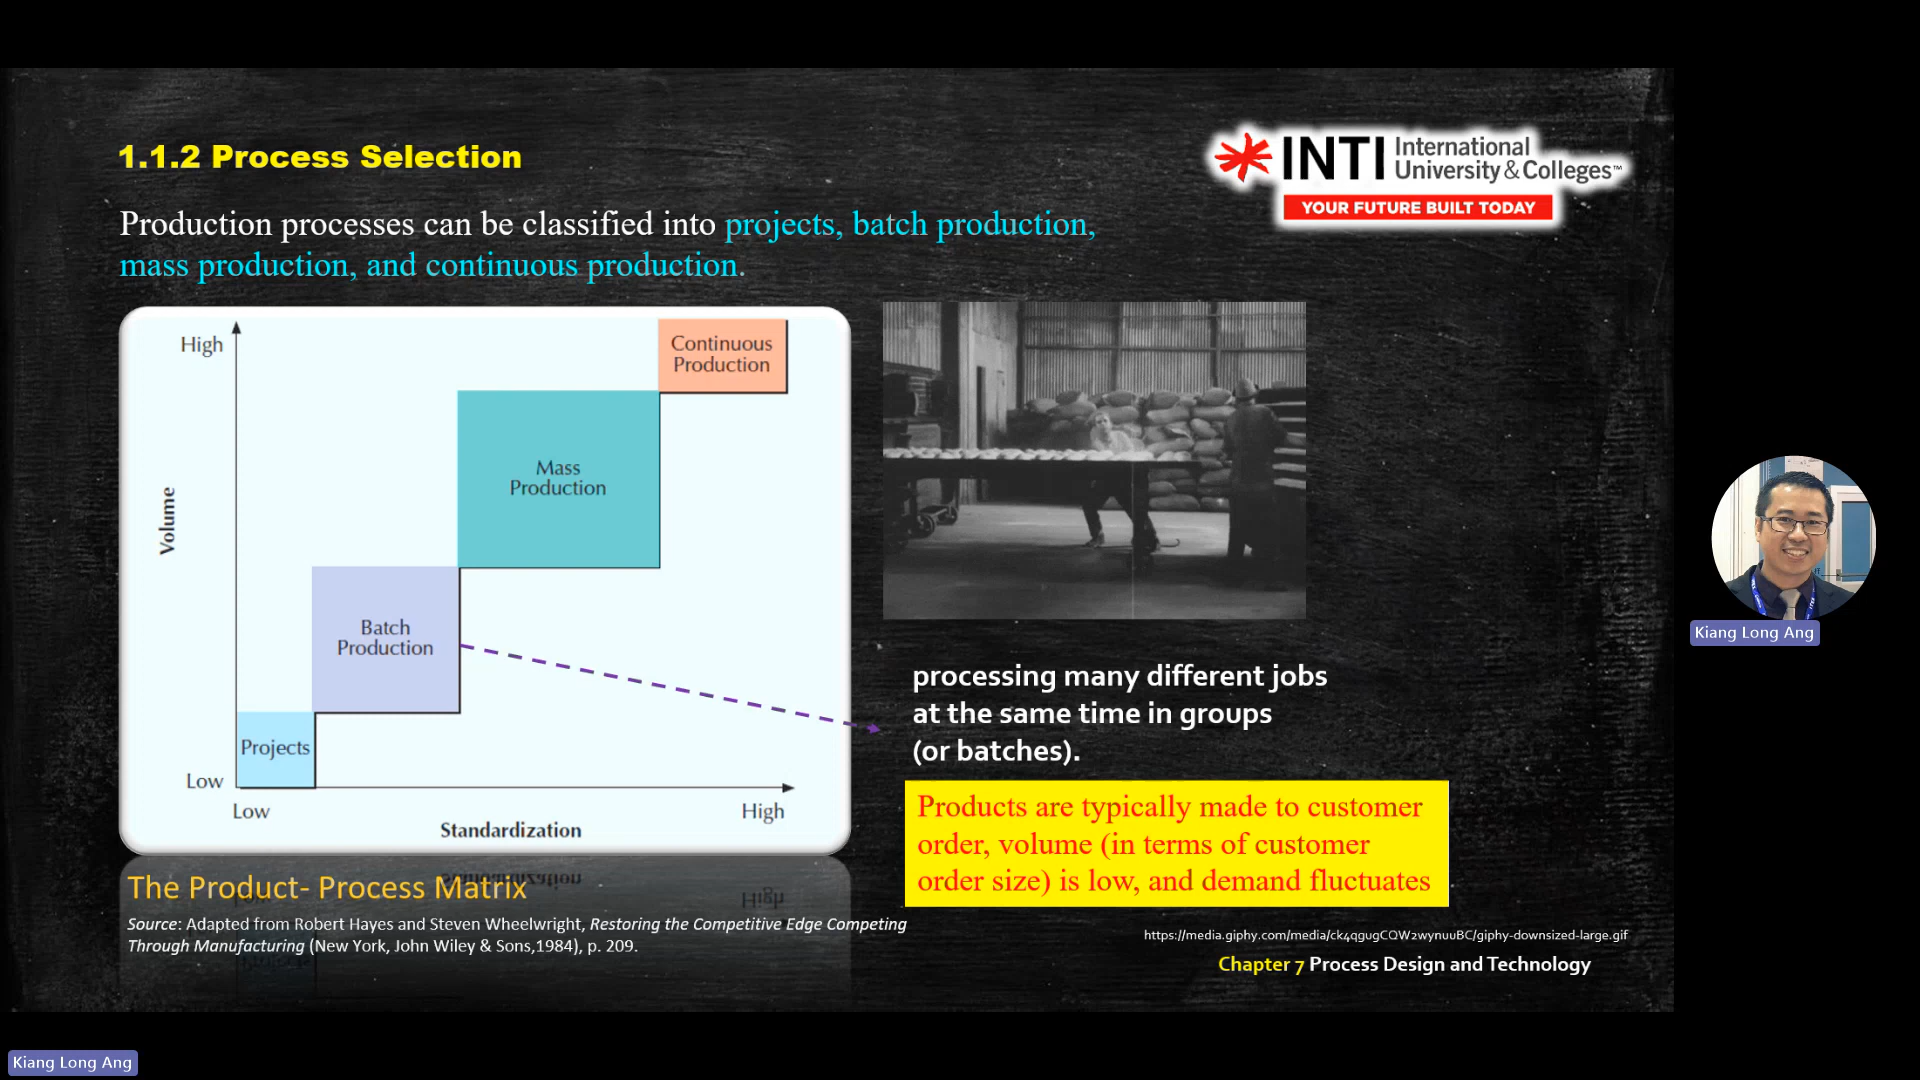 1.1.2 Process Selection
INTI International
University & Colleges™
YOUR FUTURE BUILT TODAY
Production processes can be classified into projects, batch production,
mass production, and continuous production.
High
Continuous
Production
Mass
Production
Volume
Batch
Production
Projects
Low
Low
High
Standardization
processing many different jobs
at the same time in groups
(or batches).
Products are typically made to customer
order, volume (in terms of customer
order size) is low, and demand fluctuates
The Product- Process Matrix
Source: Adapted from Robert Hayes and Steven Wheelwright, Restoring the Competitive Edge Competing
Through Manufacturing (New York, John Wiley & Sons,1984), p. 209.
https://media.giphy.com/media/ck4qgugCQW2wynuuBC/giphy-downsized-large.gif
Chapter 7 Process Design and Technology
Kiang Long Ang
Kiang Long Ang